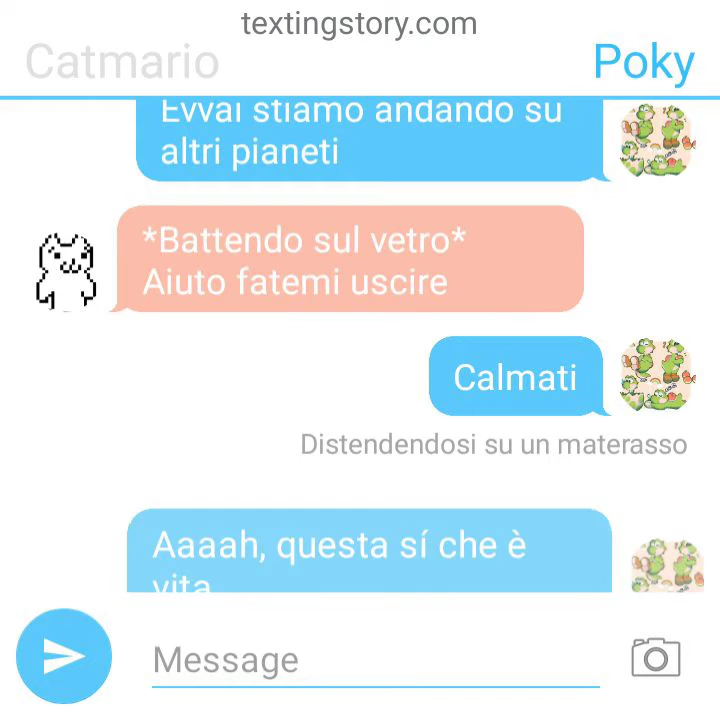 textingstory.com
Catmario
Poky
Evvai stiamo andando su
altri pianeti
*Battendo sul vetro*
Aiuto fatemi uscire
Calmati
Distendendosi su un materasso
Aaaah, questa sí che è
vita
Message